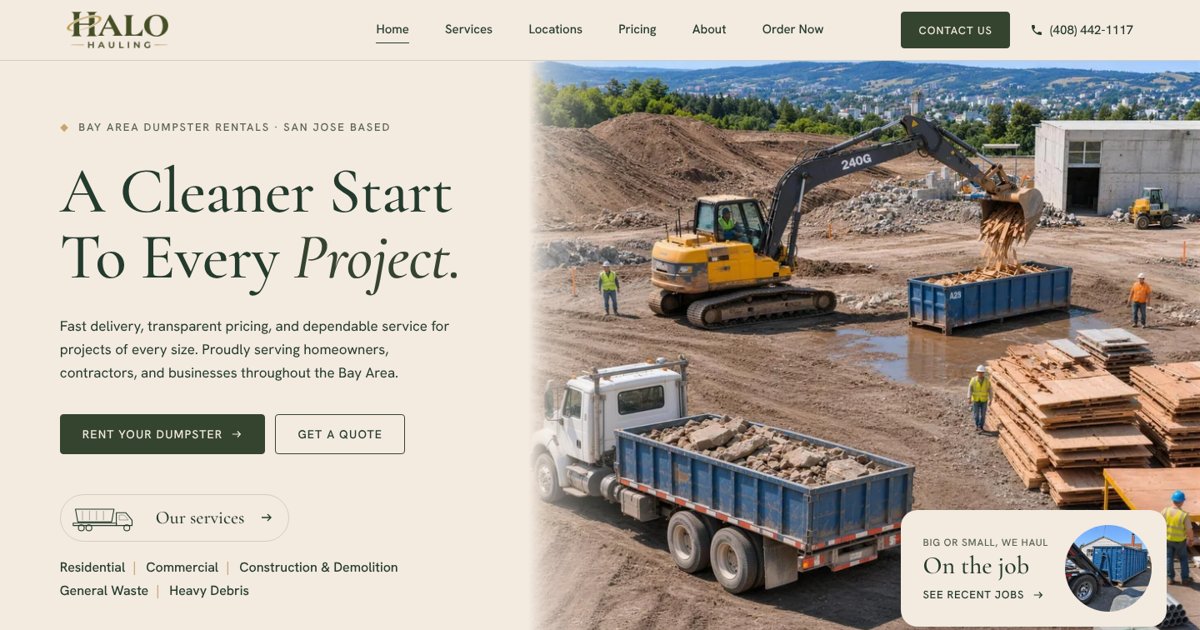 HALO
HAULING
Home
Services
Locations
Pricing
About
Order Now
CONTACT US
(408) 442-1117
BAY AREA DUMPSTER RENTALS · SAN JOSE BASED
A Cleaner Start
To Every Project.
Fast delivery, transparent pricing, and dependable service for
projects of every size. Proudly serving homeowners,
contractors, and businesses throughout the Bay Area.
RENT YOUR DUMPSTER →
GET A QUOTE
Our services →
Residential | Commercial | Construction & Demolition
General Waste | Heavy Debris
240G
A29
BIG OR SMALL, WE HAUL
On the job
SEE RECENT JOBS →